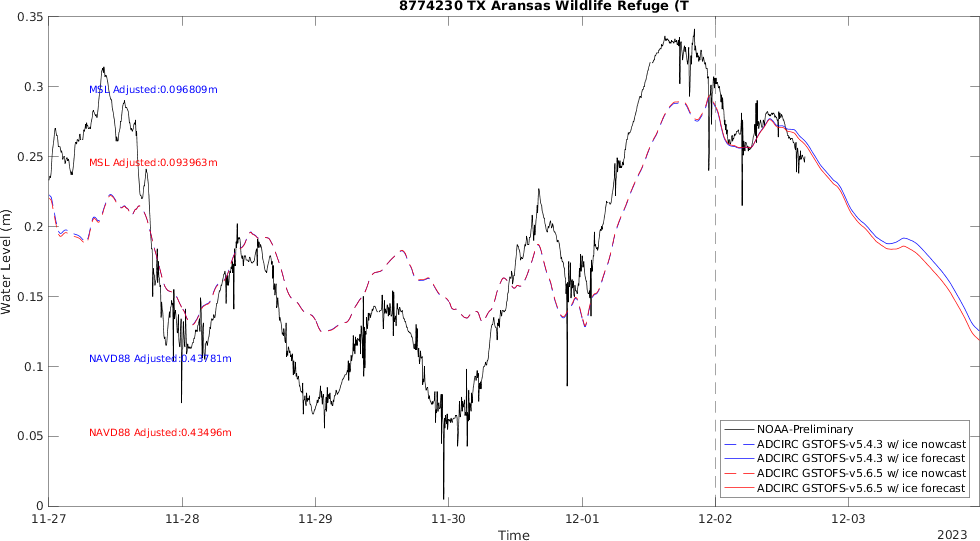 8774230 TX Aransas Wildlife Refuge (T
0.35
0.3
0.25
0.2
0.15
0.1
0.05
0
Water Level (m)
MSL Adjusted:0.096809m
MSL Adjusted:0.093963m
NAVD88 Adjusted:0.43781m
NAVD88 Adjusted:0.43496m
NOAA-Preliminary
ADCIRC GSTOFS-v5.4.3 w/ ice nowcast
ADCIRC GSTOFS-v5.4.3 w/ ice forecast
ADCIRC GSTOFS-v5.6.5 w/ ice nowcast
ADCIRC GSTOFS-v5.6.5 w/ ice forecast
11-27 11-28 11-29 11-30 12-01 12-02 12-03
Time
2023